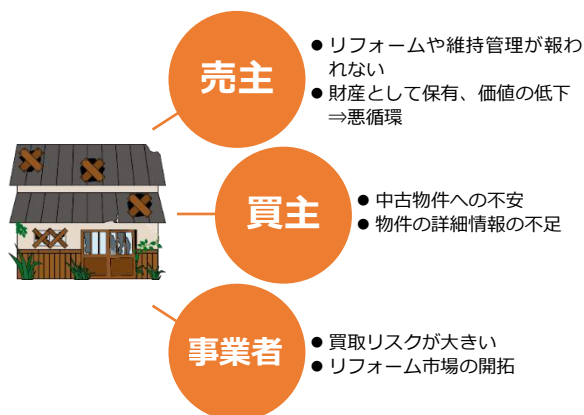 売主
● リフォームや維持管理が報わ
れない
● 財産として保有、価値の低下
⇒悪循環
買主
● 中古物件への不安
● 物件の詳細情報の不足
事業者
● 買取リスクが大きい
● リフォーム市場の開拓